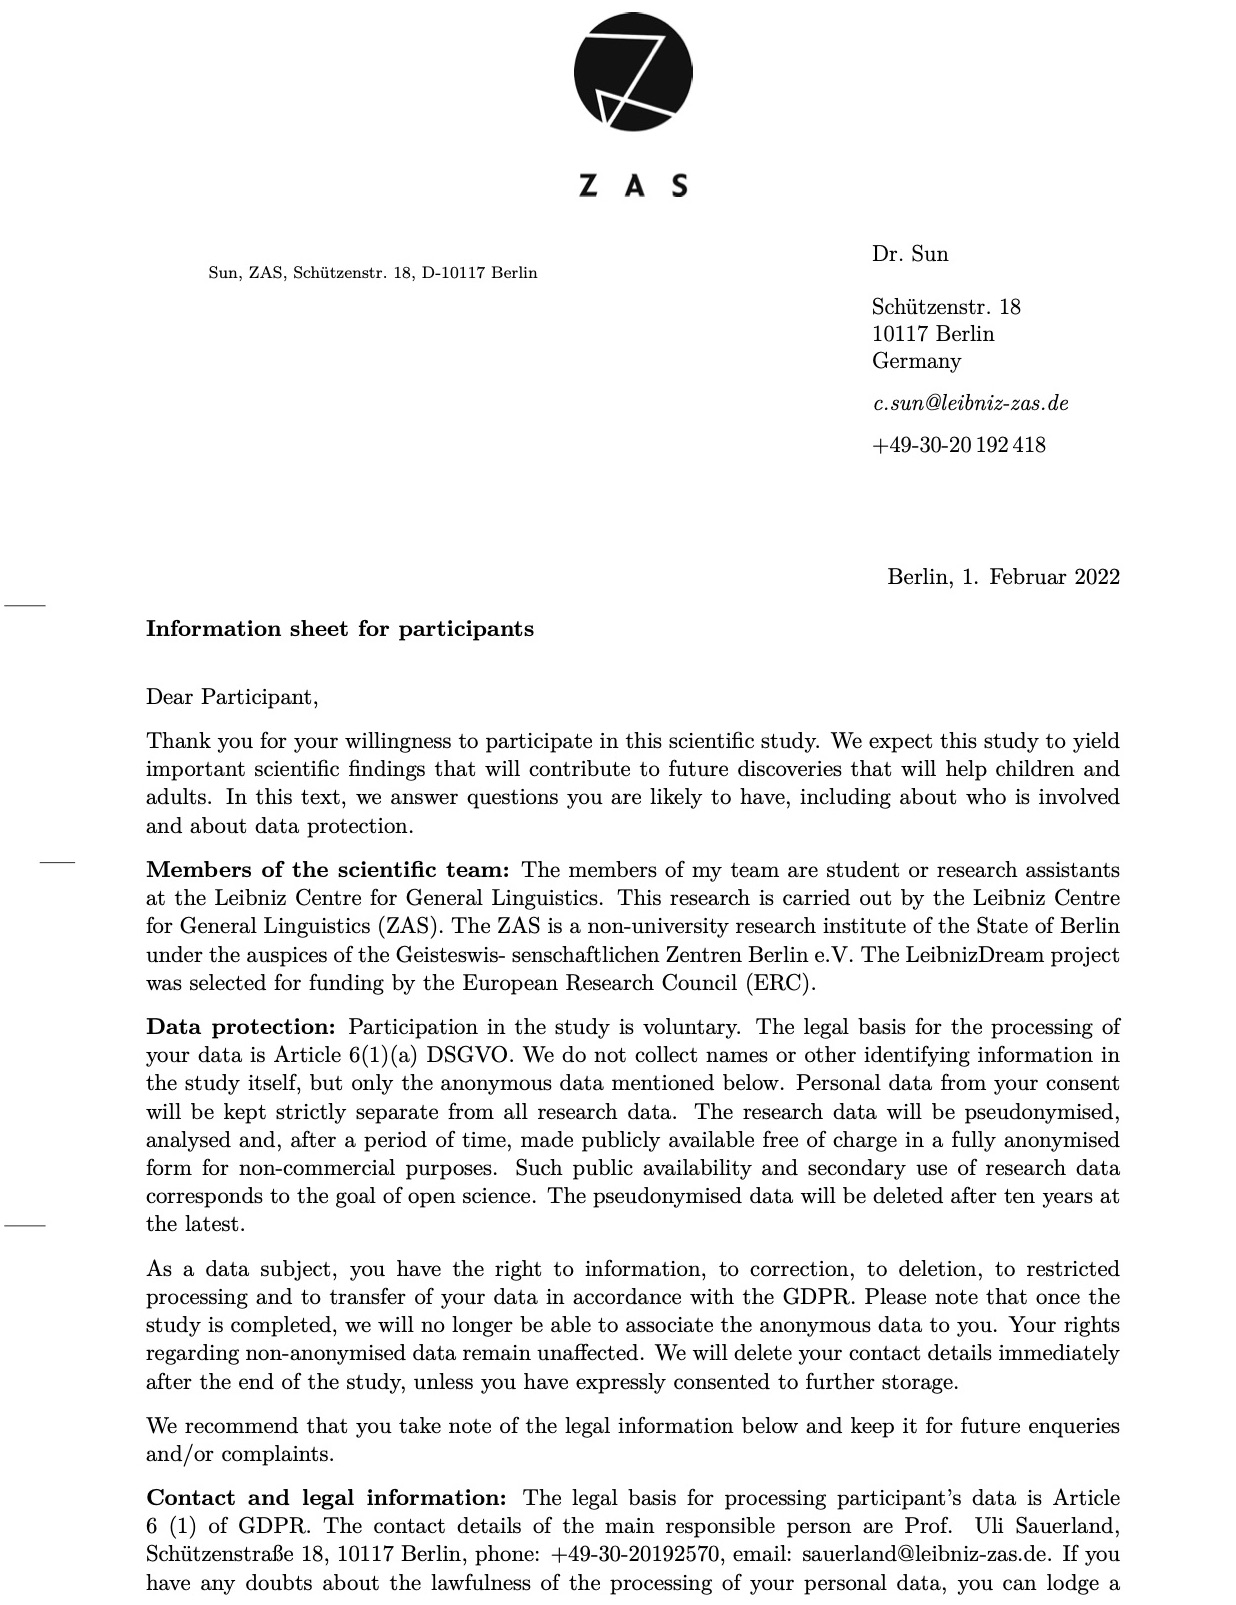 Z A S
Sun, ZAS, Schützenstr. 18, D-10117 Berlin
Dr. Sun
Schützenstr. 18
10117 Berlin
Germany
c.sun@leibniz-zas.de
+49-30-20 192 418
Berlin, 1. Februar 2022
Information sheet for participants
Dear Participant,
Thank you for your willingness to participate in this scientific study. We expect this study to yield
important scientific findings that will contribute to future discoveries that will help children and
adults. In this text, we answer questions you are likely to have, including about who is involved
and about data protection.
Members of the scientific team: The members of my team are student or research assistants
at the Leibniz Centre for General Linguistics. This research is carried out by the Leibniz Centre
for General Linguistics (ZAS). The ZAS is a non-university research institute of the State of Berlin
under the auspices of the Geisteswis- senschaftlichen Zentren Berlin e.V. The LeibnizDream project
was selected for funding by the European Research Council (ERC).
Data protection: Participation in the study is voluntary. The legal basis for the processing of
your data is Article 6(1)(a) DSGVO. We do not collect names or other identifying information in
the study itself, but only the anonymous data mentioned below. Personal data from your consent
will be kept strictly separate from all research data. The research data will be pseudonymised,
analysed and, after a period of time, made publicly available free of charge in a fully anonymised
form for non-commercial purposes. Such public availability and secondary use of research data
corresponds to the goal of open science. The pseudonymised data will be deleted after ten years at
the latest.
As a data subject, you have the right to information, to correction, to deletion, to restricted
processing and to transfer of your data in accordance with the GDPR. Please note that once the
study is completed, we will no longer be able to associate the anonymous data to you. Your rights
regarding non-anonymised data remain unaffected. We will delete your contact details immediately
after the end of the study, unless you have expressly consented to further storage.
We recommend that you take note of the legal information below and keep it for future enqueries
and/or complaints.
Contact and legal information: The legal basis for processing participant's data is Article
6 (1) of GDPR. The contact details of the main responsible person are Prof. Uli Sauerland,
Schützenstraße 18, 10117 Berlin, phone: +49-30-20192570, email: sauerland@leibniz-zas.de. If you
have any doubts about the lawfulness of the processing of your personal data, you can lodge a